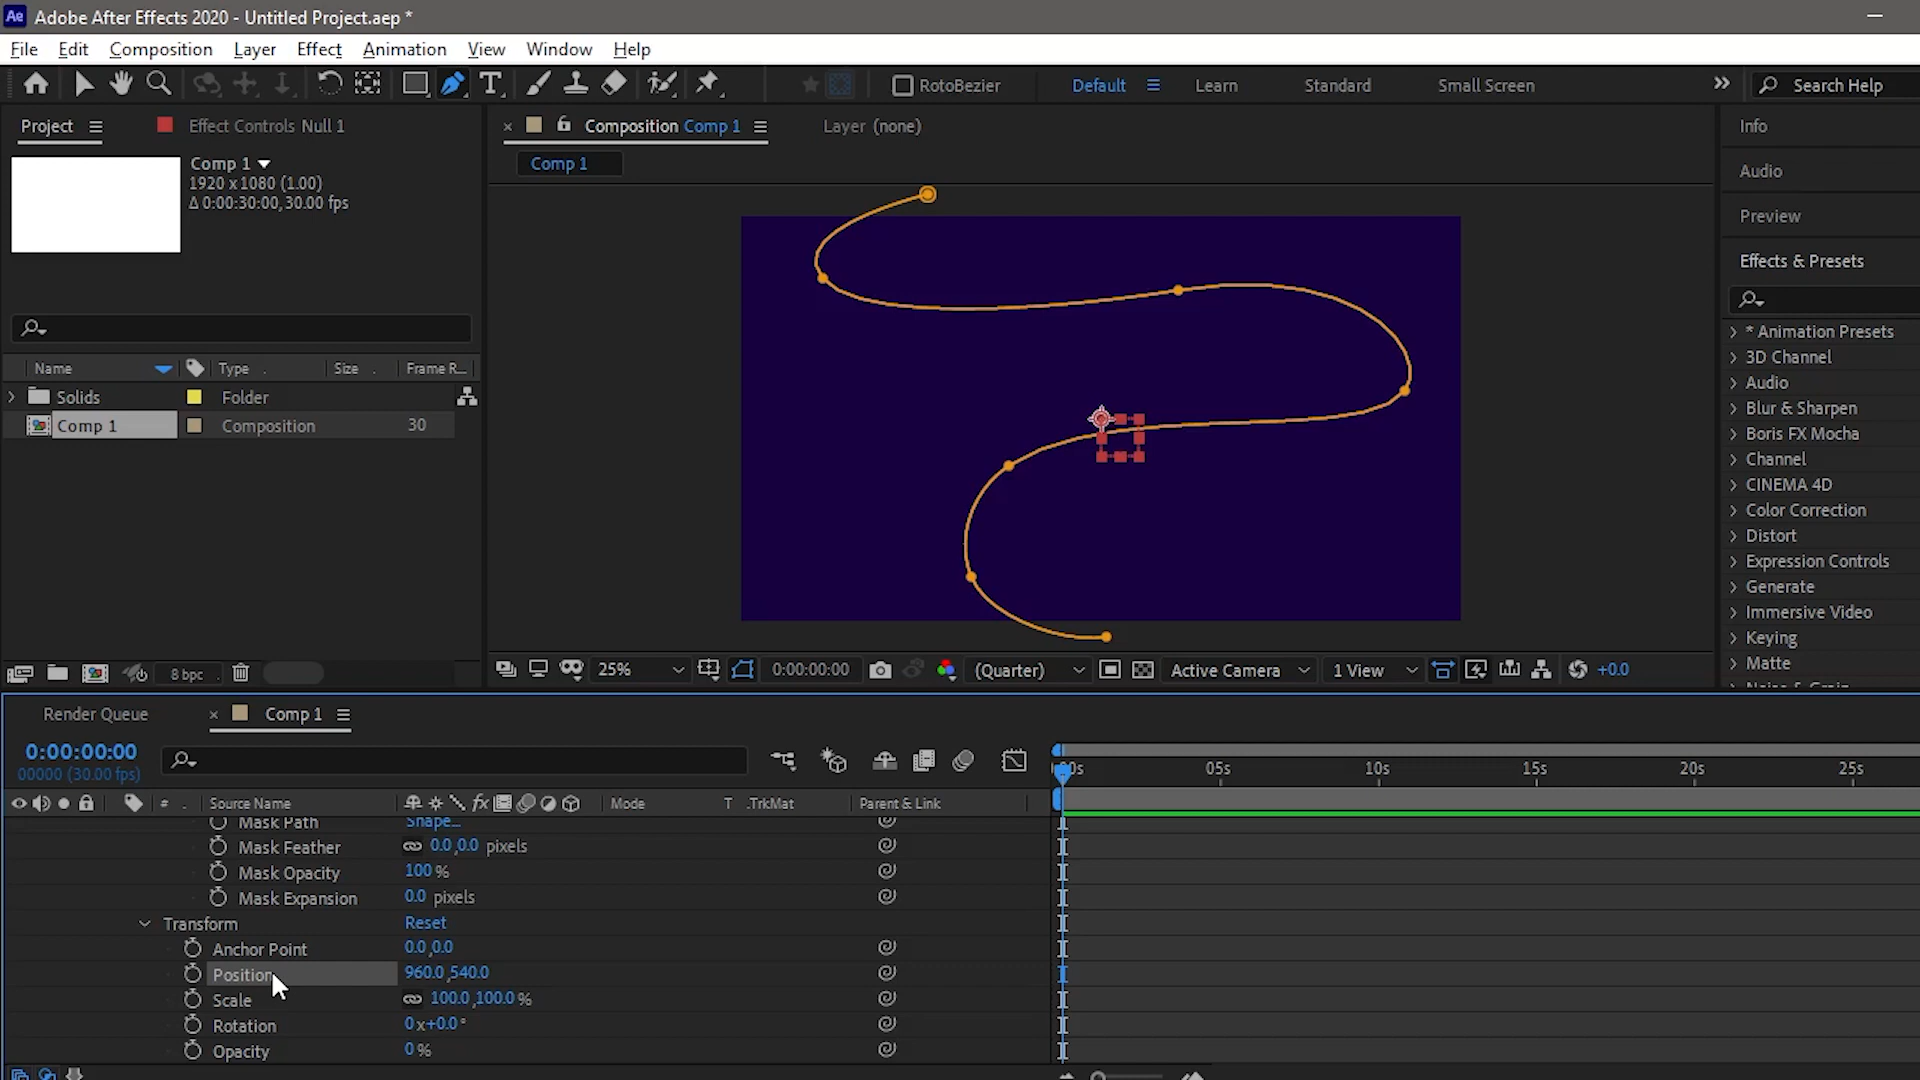 Ae Adobe After Effects 2020 - Untitled Project.aep *
File Edit Composition Layer Effect Animation View Window Help
RotoBezier Default Learn Standard Small Screen Search Help
Project Effect Controls Null 1 Composition Comp 1 Layer (none) Info
Comp 1
1920 x 1080 (1.00)
Δ 0:00:30:00, 30.00 fps
Comp 1
Audio
Preview
Effects & Presets
* Animation Presets
3D Channel
Audio
Blur & Sharpen
Boris FX Mocha
Channel
CINEMA 4D
Color Correction
Distort
Expression Controls
Generate
Immersive Video
Keying
Matte
Name Type Size Frame R...
Solids Folder
Comp 1 Composition 30
8 bpc
25% 0:00:00:00 (Quarter) Active Camera 1 View +0.0
Render Queue Comp 1
0:00:00:00
00000 (30.00 fps)
05s 10s 15s 20s 25s
# Source Name fx Mode T .TrkMat Parent & Link
Mask Path Shape...
Mask Feather 0.0,0.0 pixels
Mask Opacity 100 %
Mask Expansion 0.0 pixels
Transform Reset
Anchor Point 0.0,0.0
Position 960.0,540.0
Scale 100.0,100.0 %
Rotation 0x+0.0°
Opacity 0 %